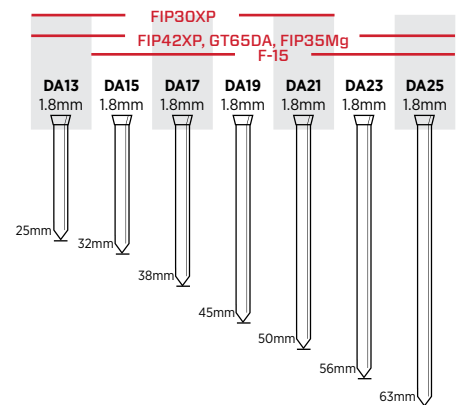 FIP30XP
FIP42XP, GT65DA, FIP35Mg
F-15
DA13 DA15 DA17 DA19 DA21 DA23 DA25
1.8mm 1.8mm 1.8mm 1.8mm 1.8mm 1.8mm 1.8mm
25mm
32mm
38mm
45mm
50mm
56mm
63mm